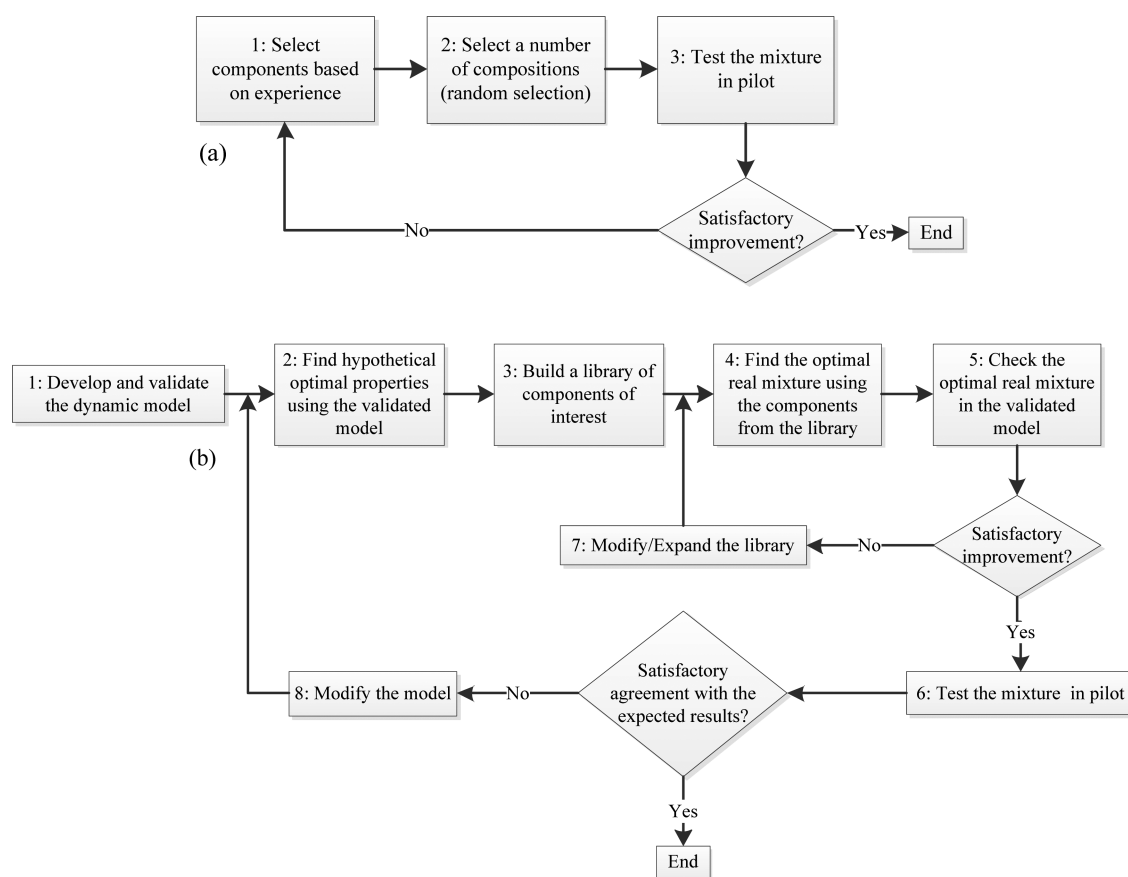 1: Select
components based
on experience
2: Select a number
of compositions
(random selection)
3: Test the mixture
in pilot
(a)
Satisfactory
improvement?
No
Yes
End
1: Develop and validate
the dynamic model
2: Find hypothetical
optimal properties
using the validated
model
3: Build a library of
components of
interest
4: Find the optimal
real mixture using
the components
from the library
5: Check the
optimal real mixture
in the validated
model
(b)
7: Modify/Expand the library
No
Satisfactory
improvement?
Yes
8: Modify the model
No
Satisfactory
agreement with the
expected results?
6: Test the mixture in pilot
Yes
End